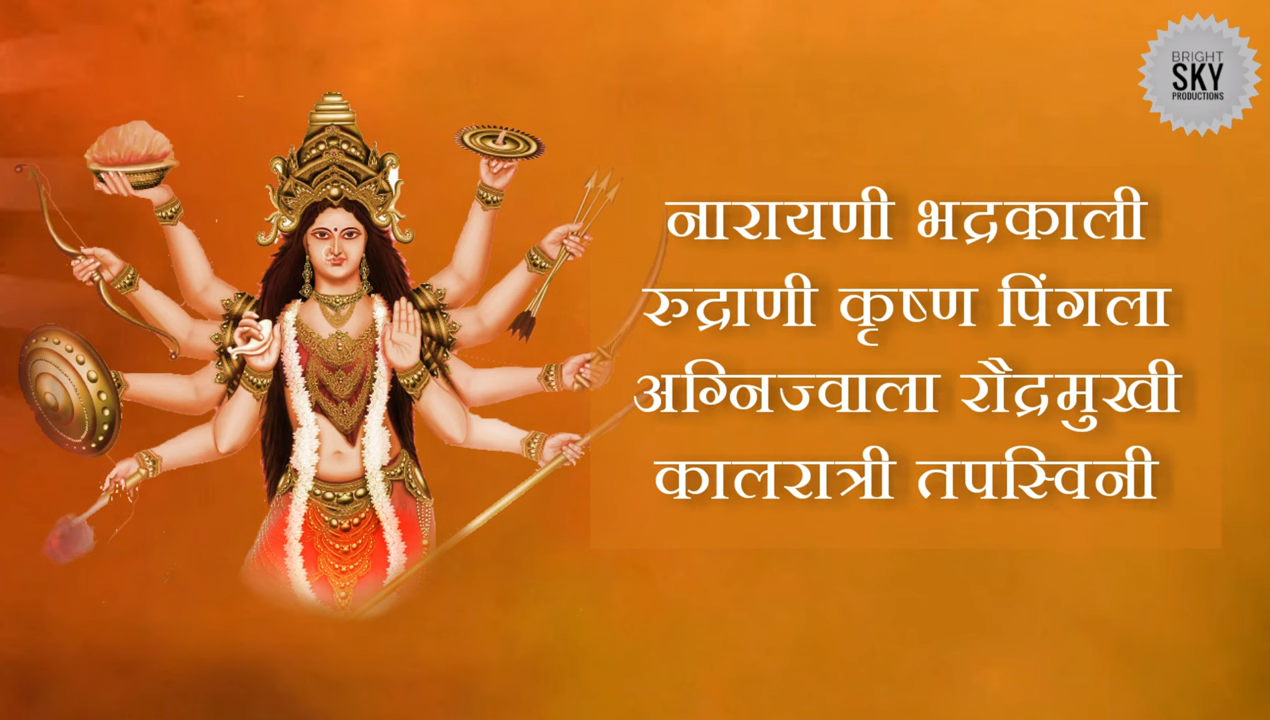 BRIGHT
SKY
PRODUCTIONS
नारायणी भद्रकाली
रुद्राणी कृष्ण पिंगला
अग्निज्वाला रौद्रमुखी
कालरात्री तपस्विनी